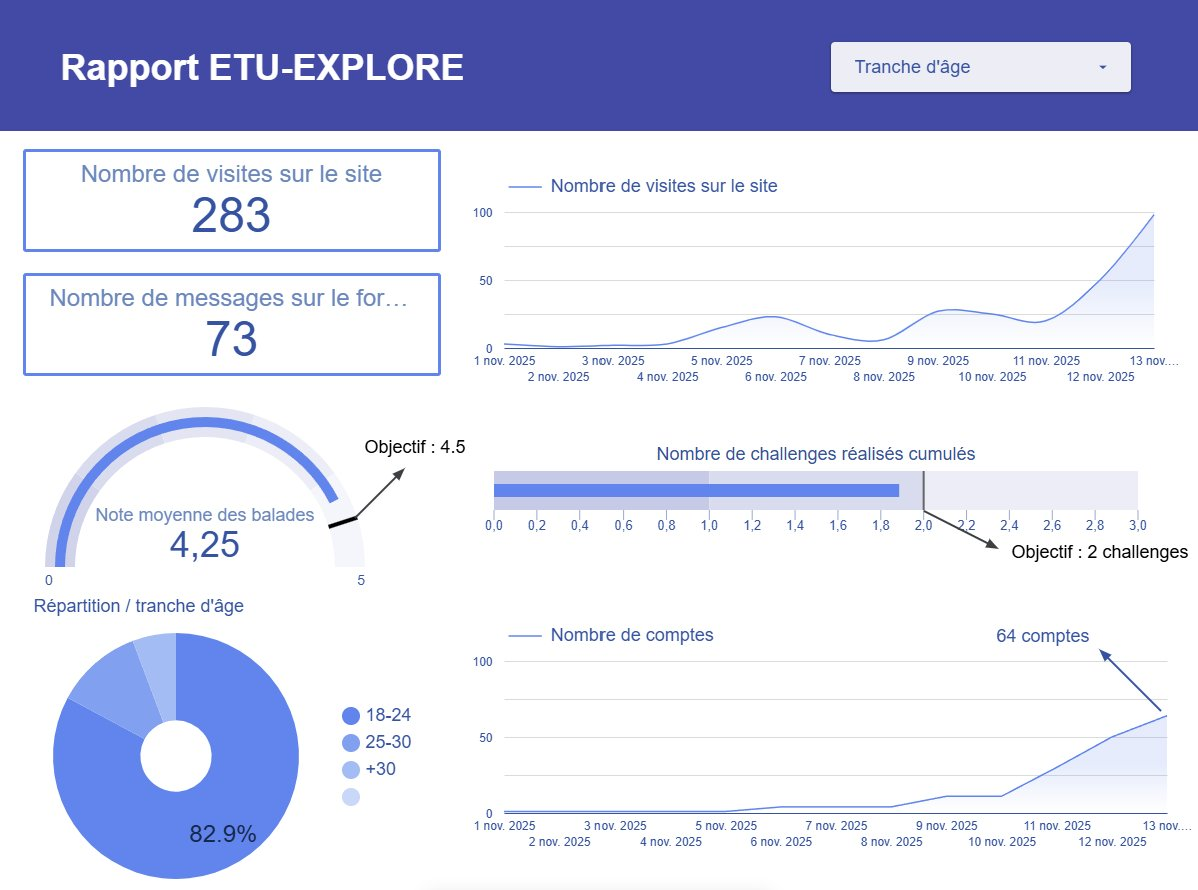 Rapport ETU-EXPLORE
Tranche d'âge
Nombre de visites sur le site
283
Nombre de messages sur le for…
73
Nombre de visites sur le site
100
50
0
1 nov. 2025
3 nov. 2025
5 nov. 2025
7 nov. 2025
9 nov. 2025
11 nov. 2025
13 nov.…
2 nov. 2025
4 nov. 2025
6 nov. 2025
8 nov. 2025
10 nov. 2025
12 nov. 2025
Objectif : 4.5
Note moyenne des balades
4,25
0
5
Nombre de challenges réalisés cumulés
0,0
0,2
0,4
0,6
0,8
1,0
1,2
1,4
1,6
1,8
2,0
2,2
2,4
2,6
2,8
3,0
Objectif : 2 challenges
Répartition / tranche d'âge
82.9%
18-24
25-30
+30
Nombre de comptes
64 comptes
100
50
0
1 nov. 2025
3 nov. 2025
5 nov. 2025
7 nov. 2025
9 nov. 2025
11 nov. 2025
13 nov.…
2 nov. 2025
4 nov. 2025
6 nov. 2025
8 nov. 2025
10 nov. 2025
12 nov. 2025